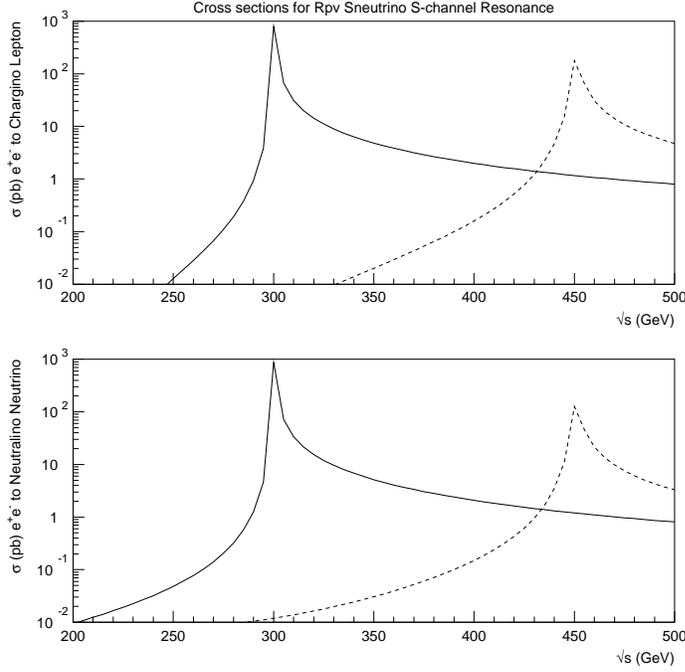 Cross sections for Rpv Sneutrino S-channel Resonance
σ (pb) e⁺e⁻ to Chargino Lepton
10³
10²
10
1
10⁻¹
10⁻²
200 250 300 350 400 450 500
√s (GeV)
σ (pb) e⁺e⁻ to Neutralino Neutrino
10³
10²
10
1
10⁻¹
10⁻²
200 250 300 350 400 450 500
√s (GeV)